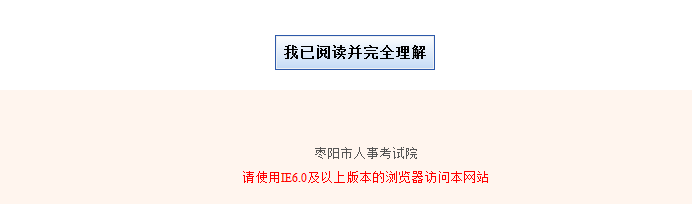 我已阅读并完全理解
枣阳市人事考试院
请使用IE6.0及以上版本的浏览器访问本网站